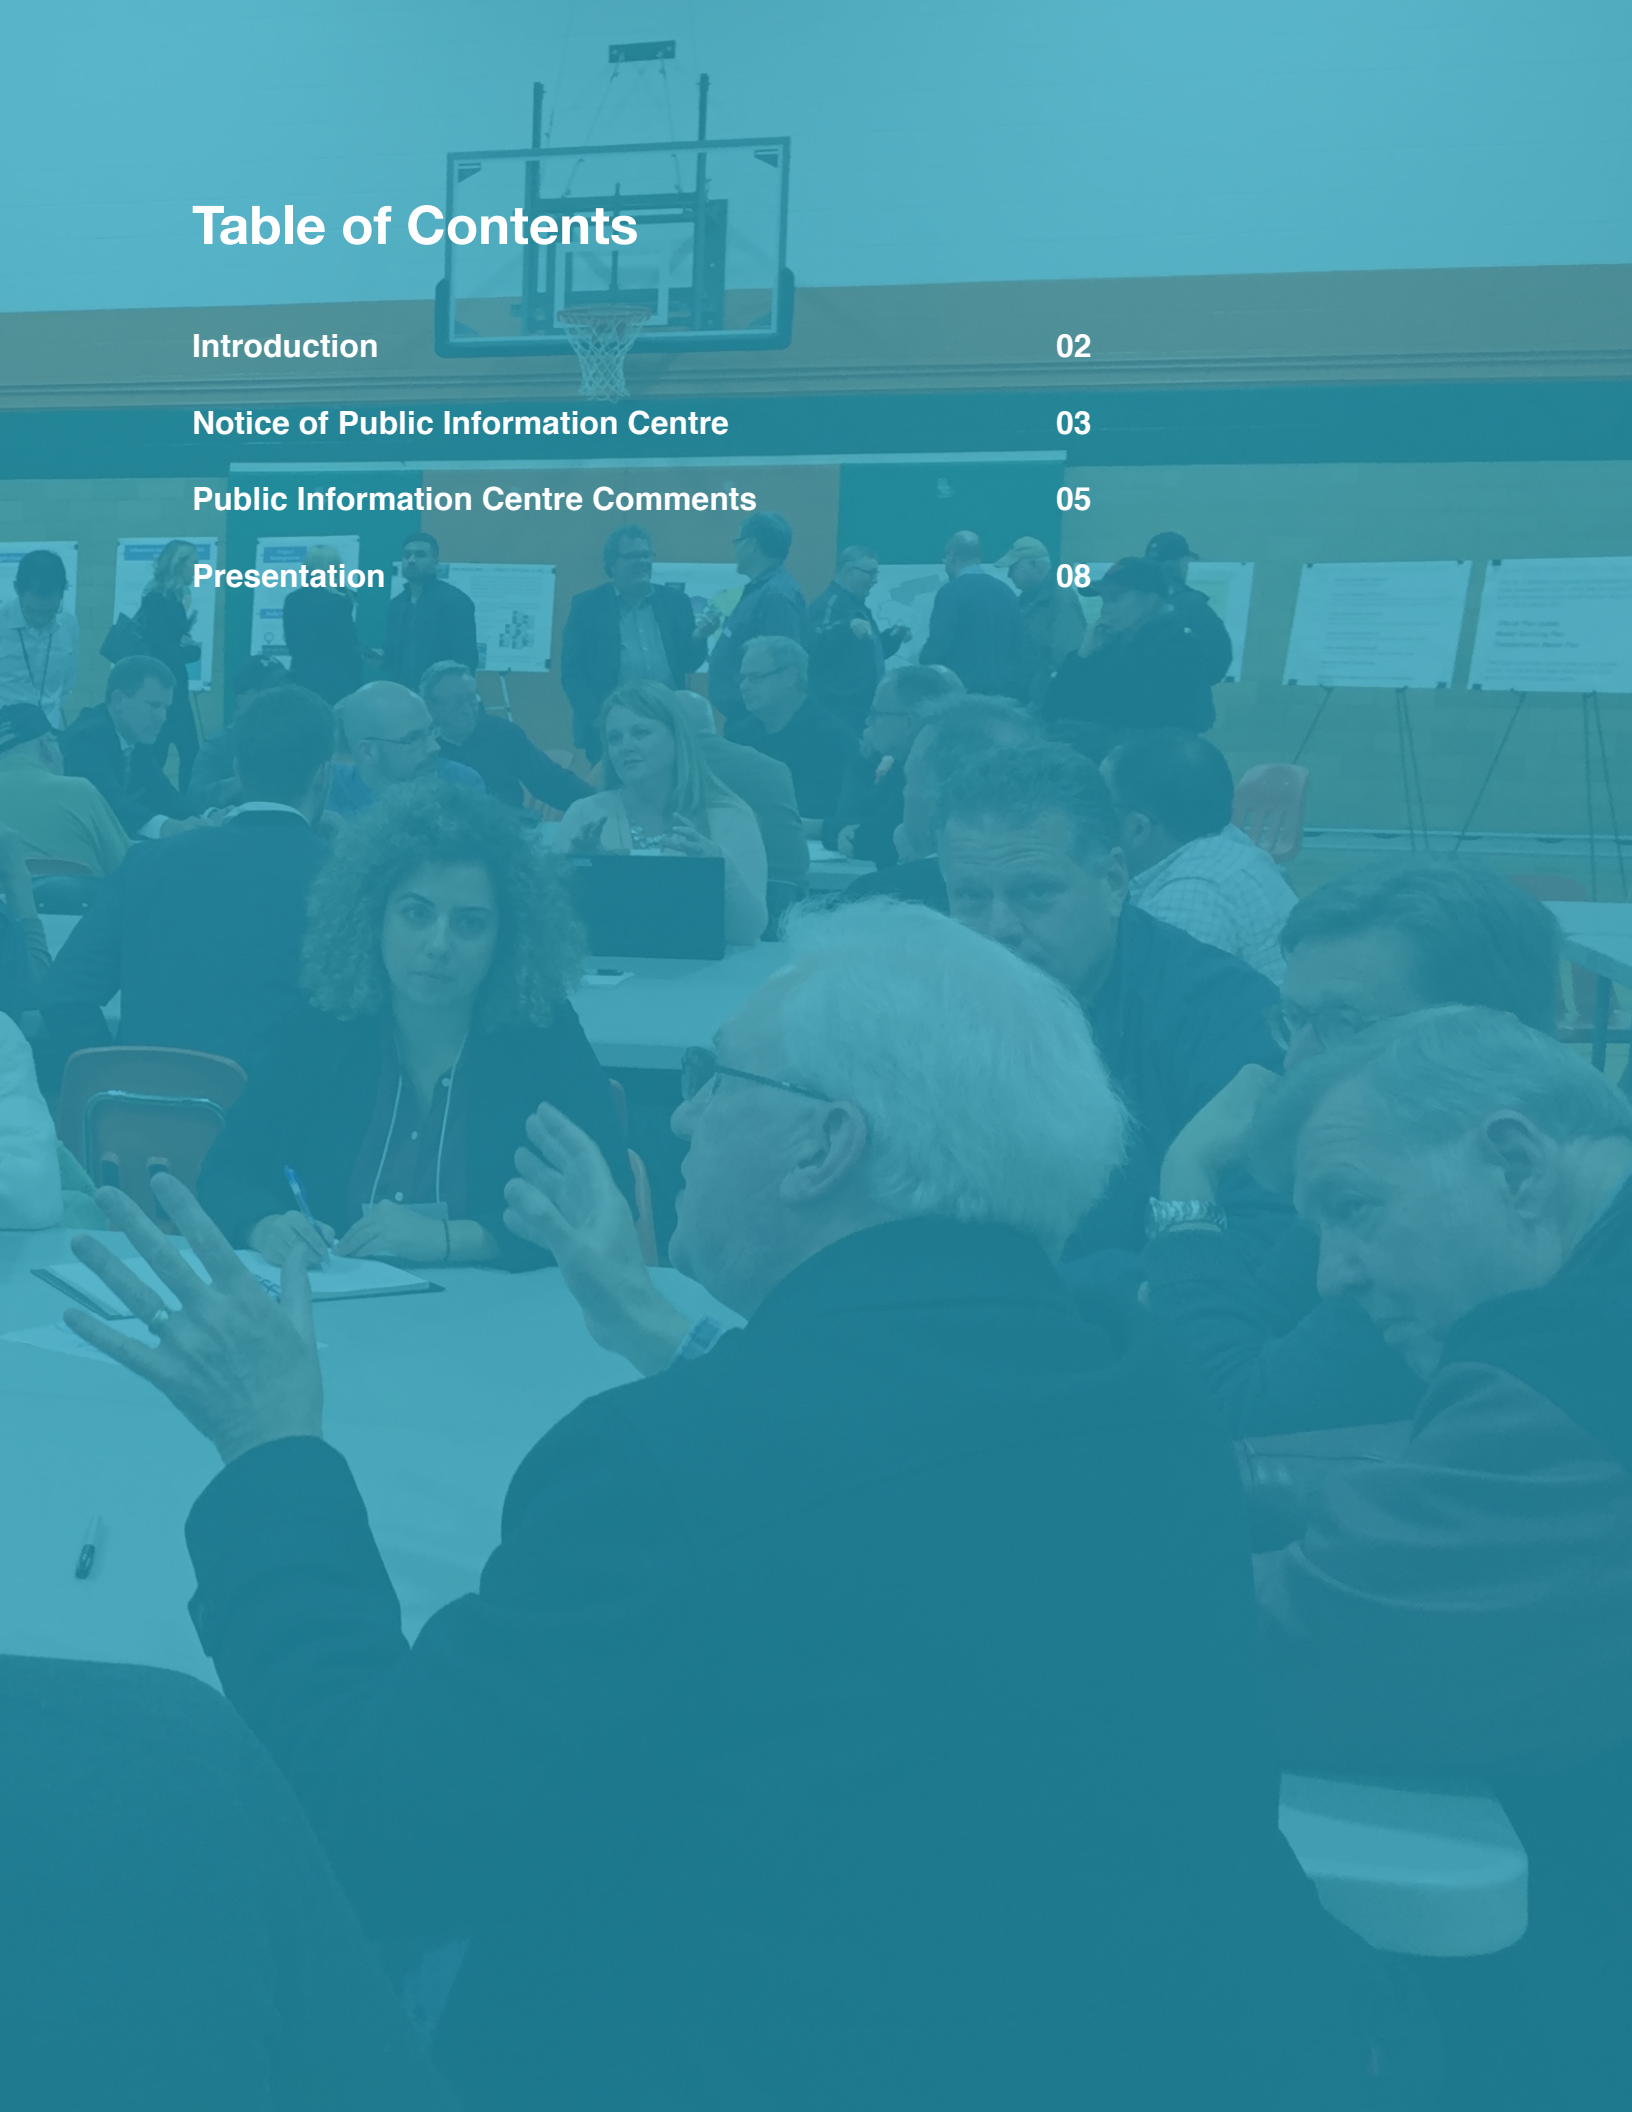 Table of Contents
Introduction 02
Notice of Public Information Centre 03
Public Information Centre Comments 05
Presentation 08